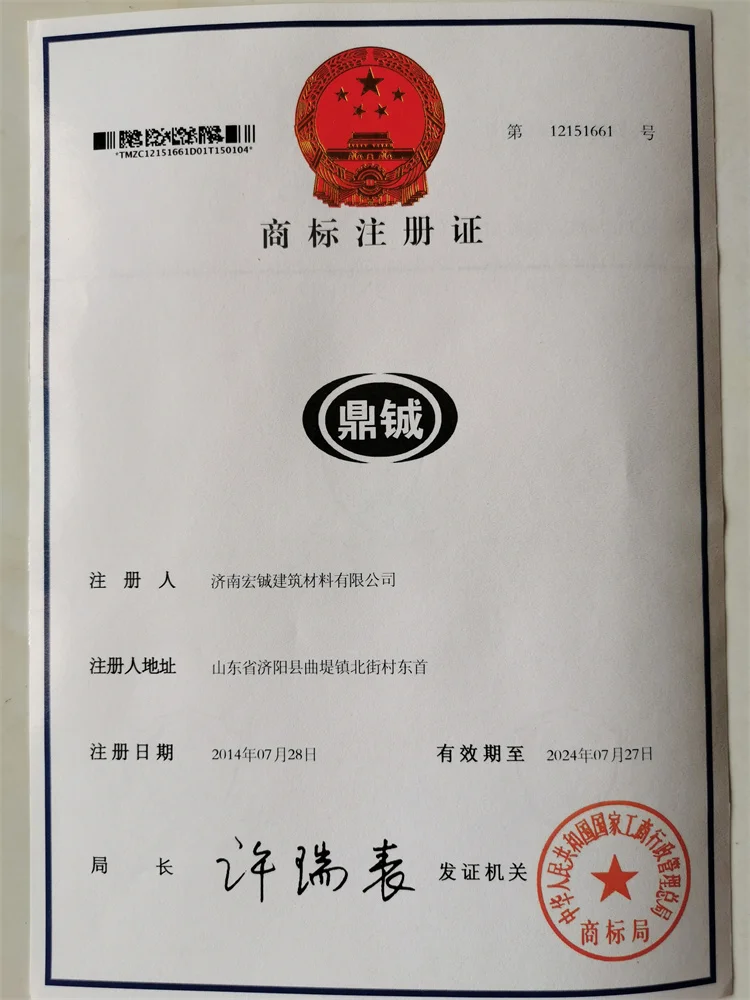 第 12151661 号
*TMZC12151661D01T150104*
商标注册证
鼎铖
注册人 济南宏铖建筑材料有限公司
注册人地址 山东省济阳县曲堤镇北街村东首
注册日期 2014年07月28日 有效期至 2024年07月27日
局长 许瑞表 发证机关
中华人民共和国国家工商行政管理总局
商标局